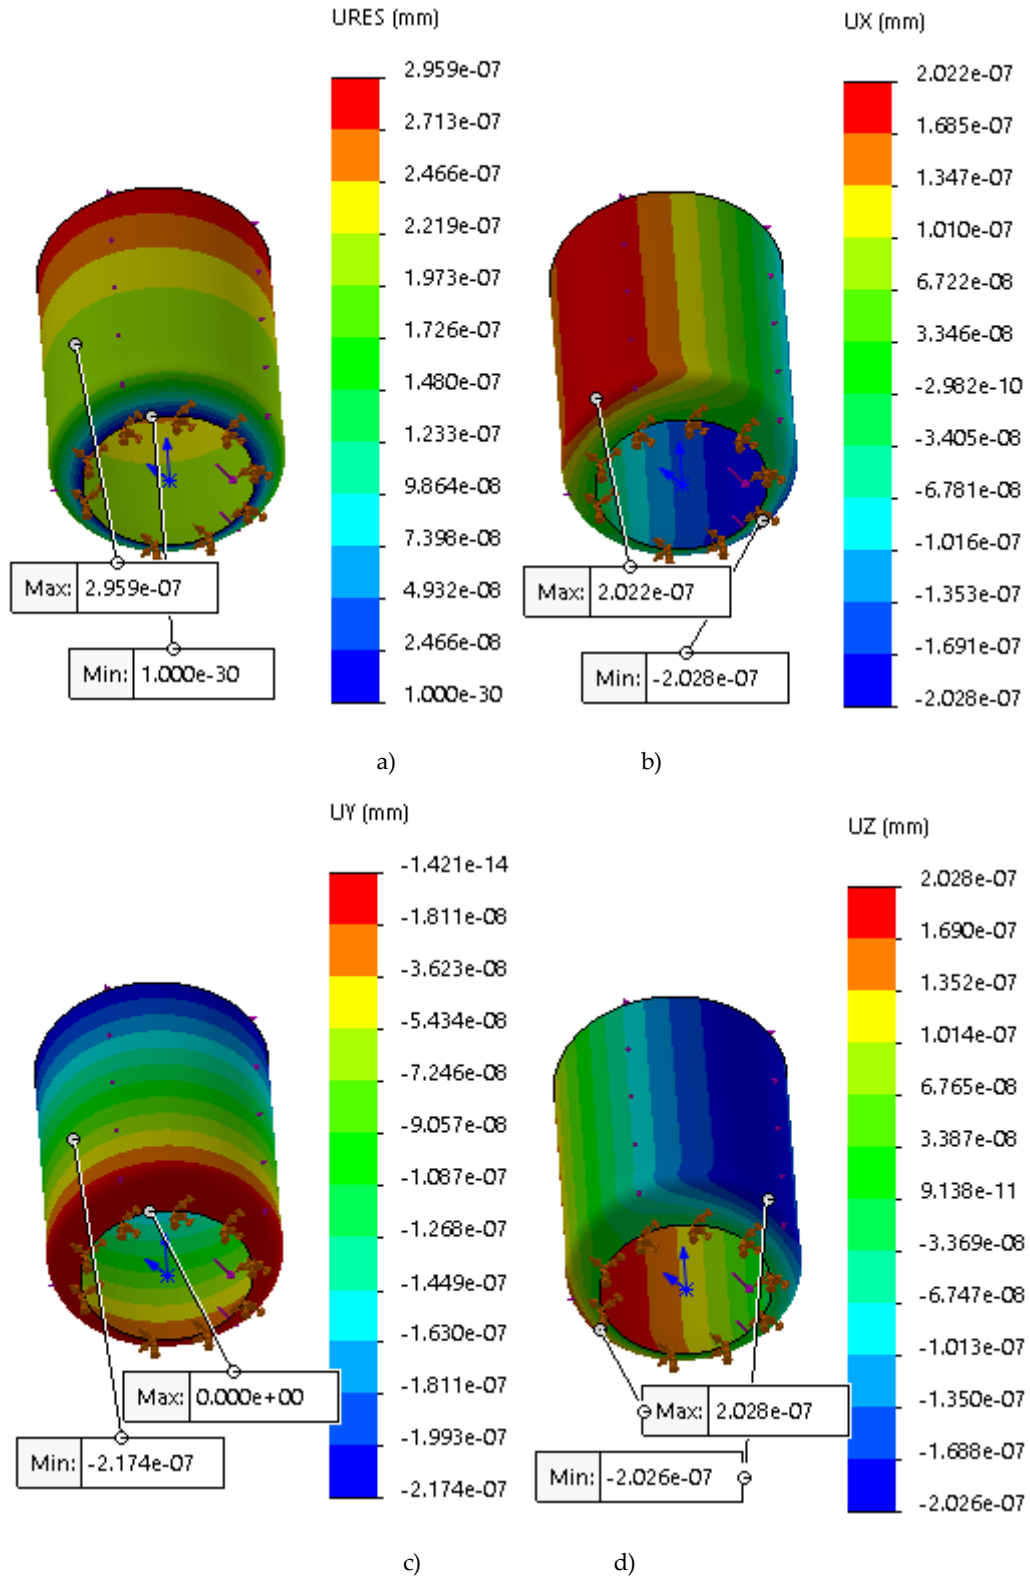 URES (mm)
2.959e-07
2.713e-07
2.466e-07
2.219e-07
1.973e-07
1.726e-07
1.480e-07
1.233e-07
9.864e-08
7.398e-08
4.932e-08
2.466e-08
1.000e-30
Max: 2.959e-07
Min: 1.000e-30
a)
UX (mm)
2.022e-07
1.685e-07
1.347e-07
1.010e-07
6.722e-08
3.346e-08
-2.982e-10
-3.405e-08
-6.781e-08
-1.016e-07
-1.353e-07
-1.691e-07
-2.028e-07
Max: 2.022e-07
Min: -2.028e-07
b)
UY (mm)
-1.421e-14
-1.811e-08
-3.623e-08
-5.434e-08
-7.246e-08
-9.057e-08
-1.087e-07
-1.268e-07
-1.449e-07
-1.630e-07
-1.811e-07
-1.993e-07
-2.174e-07
Max: 0.000e+00
Min: -2.174e-07
c)
UZ (mm)
2.028e-07
1.690e-07
1.352e-07
1.014e-07
6.765e-08
3.387e-08
9.138e-11
-3.369e-08
-6.747e-08
-1.013e-07
-1.350e-07
-1.688e-07
-2.026e-07
Max: 2.028e-07
Min: -2.026e-07
d)